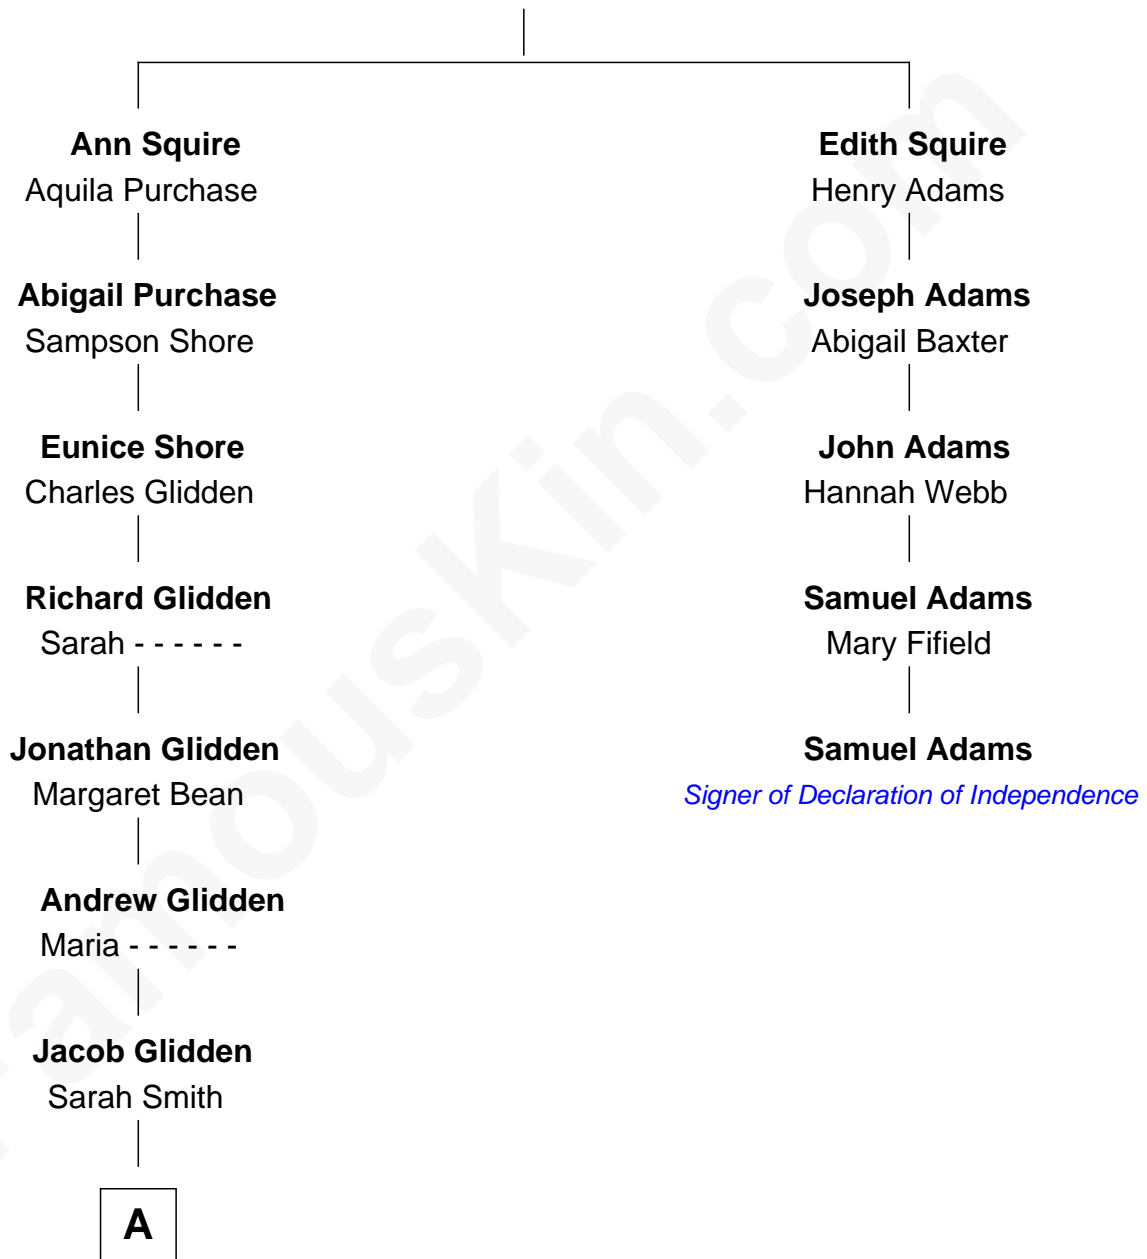 Ann Squire
Aquila Purchase
Abigail Purchase
Sampson Shore
Eunice Shore
Charles Glidden
Richard Glidden
Sarah - - - - - -
Jonathan Glidden
Margaret Bean
Andrew Glidden
Maria - - - - - -
Jacob Glidden
Sarah Smith
A
Edith Squire
Henry Adams
Joseph Adams
Abigail Baxter
John Adams
Hannah Webb
Samuel Adams
Mary Fifield
Samuel Adams
Signer of Declaration of Independence
FamousKin.com